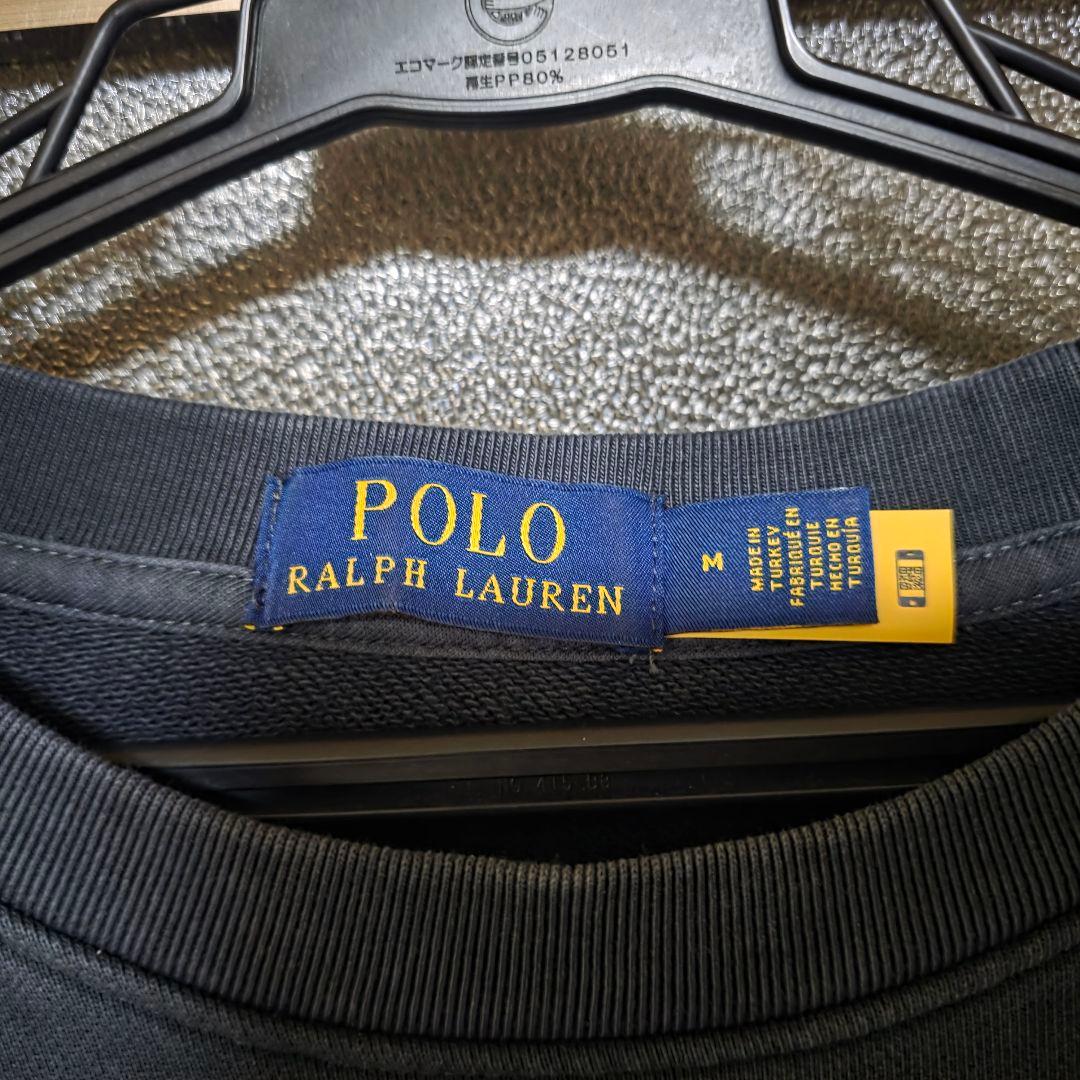 エコマーク認定番号05128051
再生PP80%
POLO
RALPH LAUREN
M
MADE IN
TURKEY
FABRIQUÉ EN
TURQUIE
HECHO EN
TURQUÍA